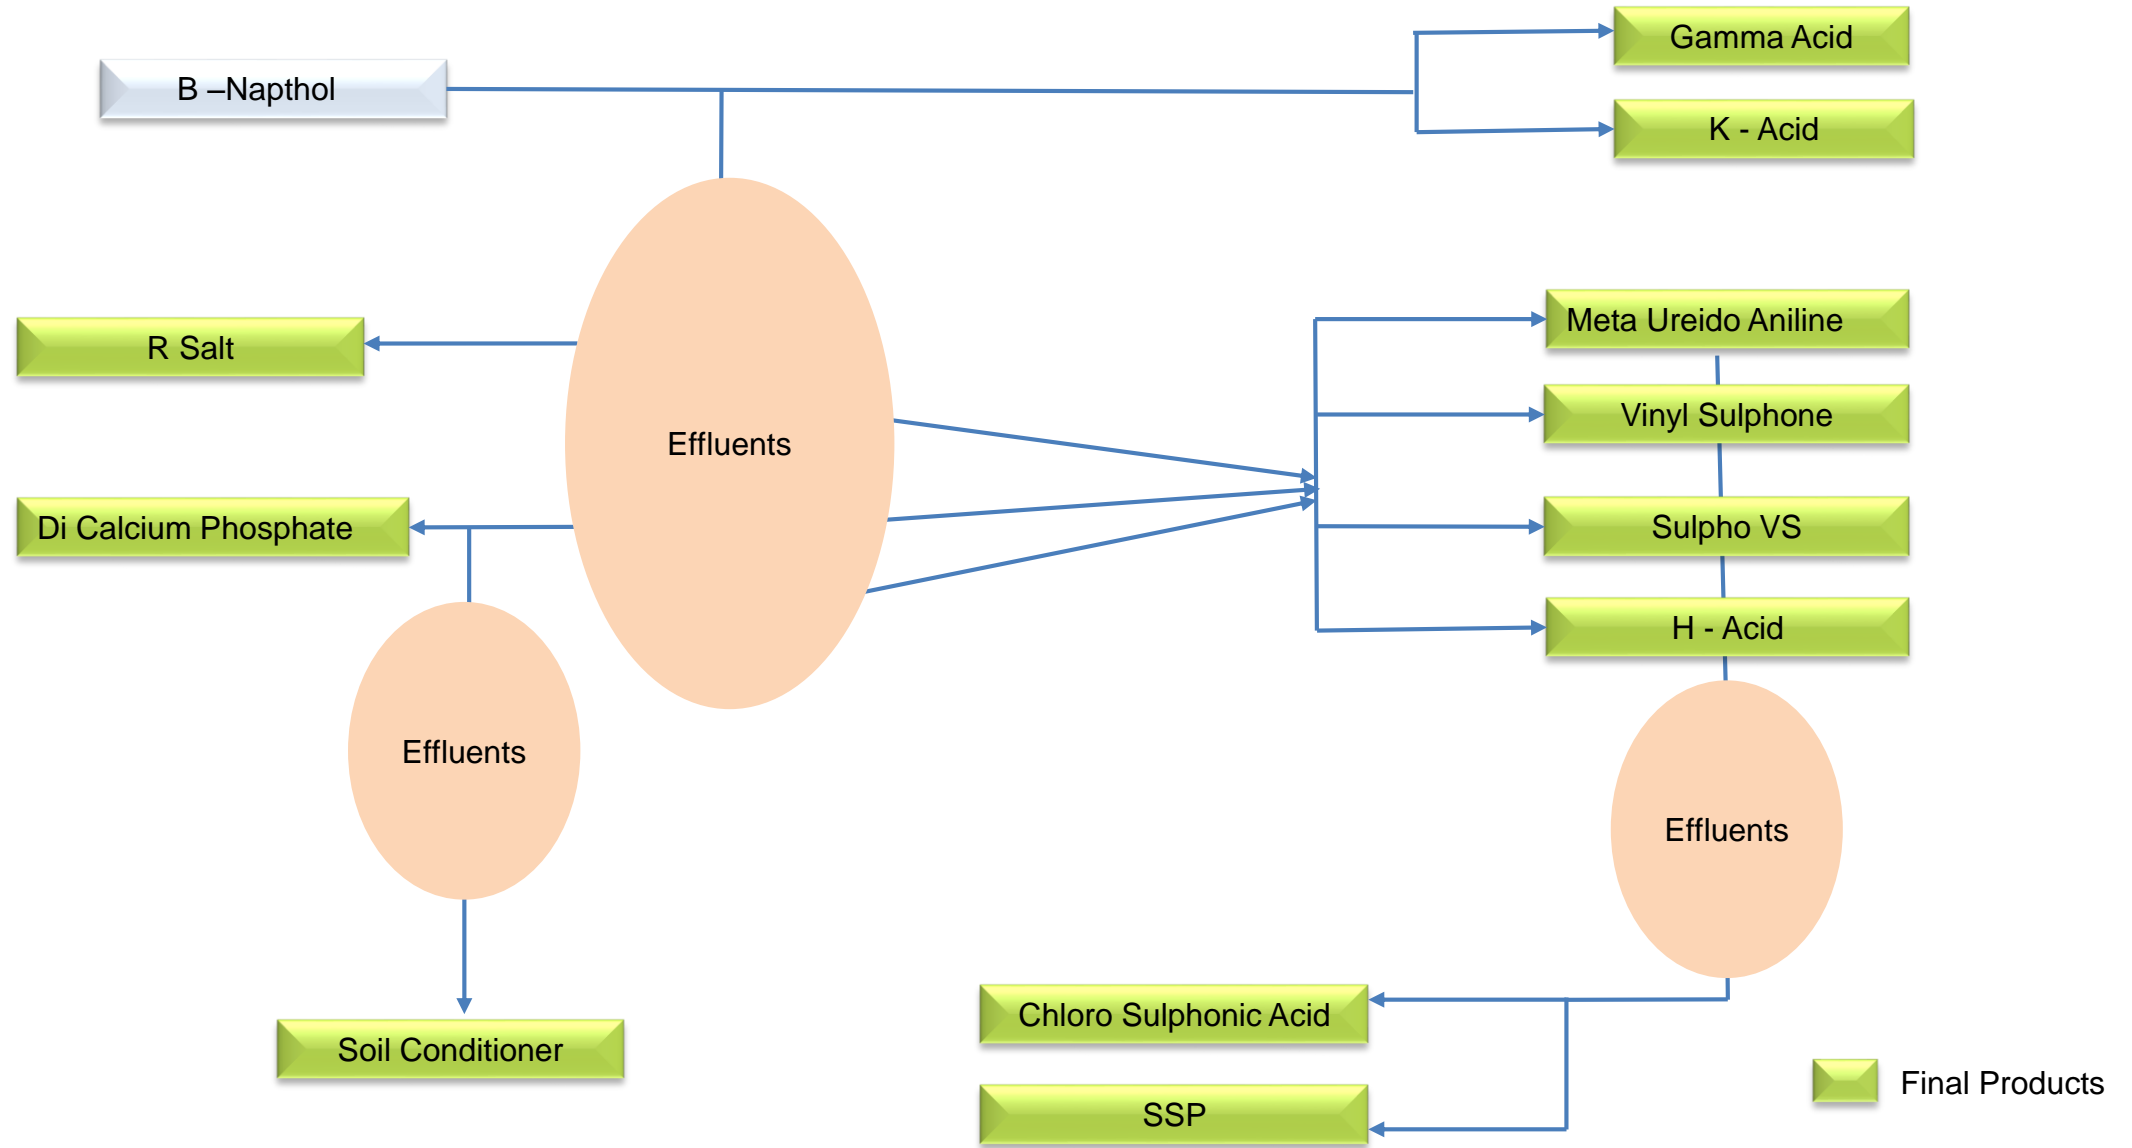 Gamma Acid
B –Napthol
K - Acid
Meta Ureido Aniline
R Salt
Vinyl Sulphone
Effluents
Di Calcium Phosphate
Sulpho VS
H - Acid
Effluents
Effluents
Chloro Sulphonic Acid
Soil Conditioner
Final Products
SSP